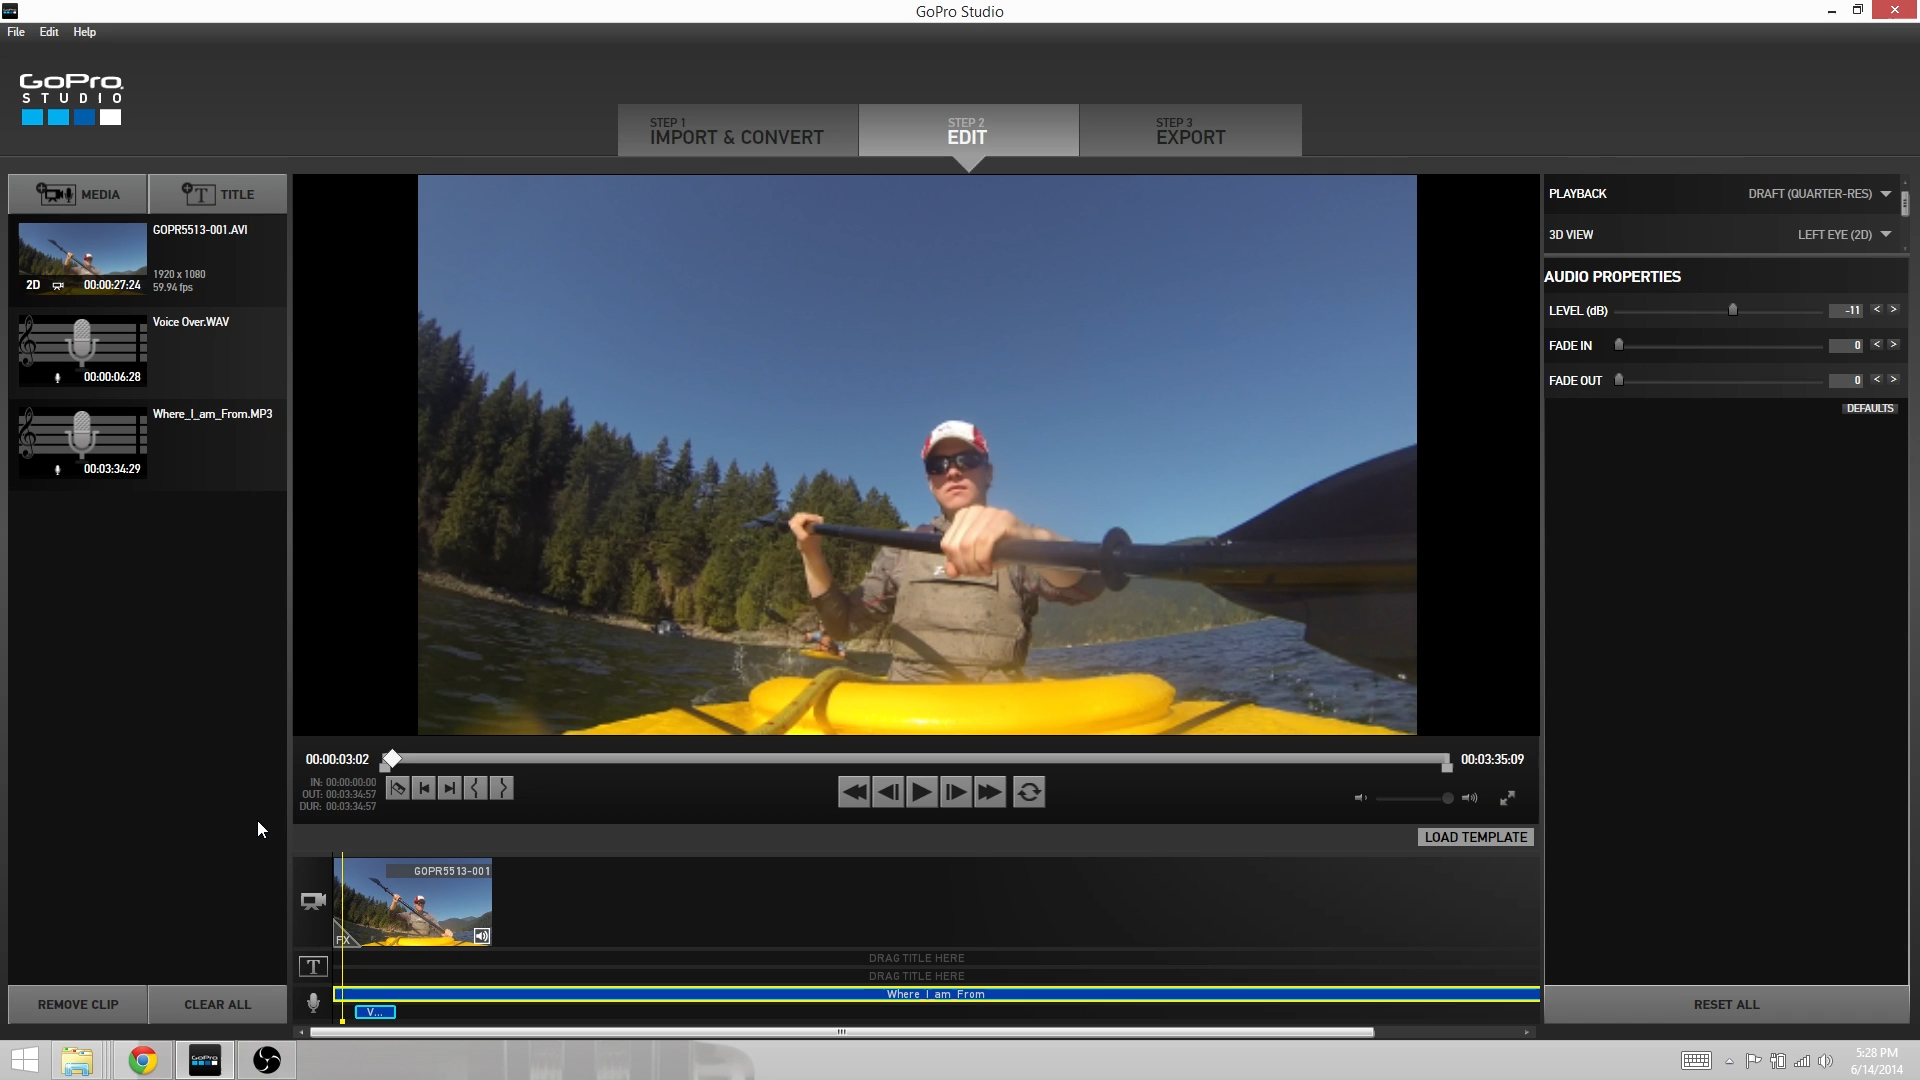 GoPro Studio
File Edit Help
GoPro
STUDIO
STEP 1
IMPORT & CONVERT
STEP 2
EDIT
STEP 3
EXPORT
MEDIA
T TITLE
GOPR5513-001.AVI
1920 x 1080
59.94 fps
2D 00:00:27:24
Voice Over.WAV
00:00:06:28
Where_I_am_From.MP3
00:03:34:29
REMOVE CLIP
CLEAR ALL
00:00:03:02
00:03:35:09
IN: 00:00:00:00
OUT: 00:03:34:57
DUR: 00:03:34:57
LOAD TEMPLATE
GOPR5513-001
FX
T
DRAG TITLE HERE
DRAG TITLE HERE
Where_I_am_From
V...
PLAYBACK DRAFT (QUARTER-RES)
3D VIEW LEFT EYE (2D)
AUDIO PROPERTIES
LEVEL (dB) -11 < >
FADE IN 0 < >
FADE OUT 0 < >
DEFAULTS
RESET ALL
GoPro
5:28 PM
6/14/2014